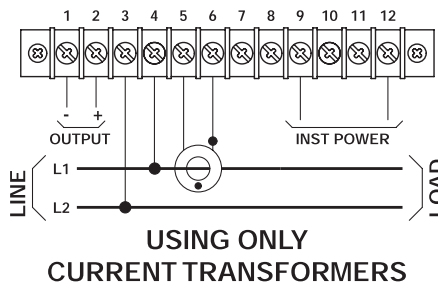 1 2 3 4 5 6 7 8 9 10 11 12
- +
OUTPUT
INST POWER
LINE
L1
L2
LOAD
USING ONLY
CURRENT TRANSFORMERS